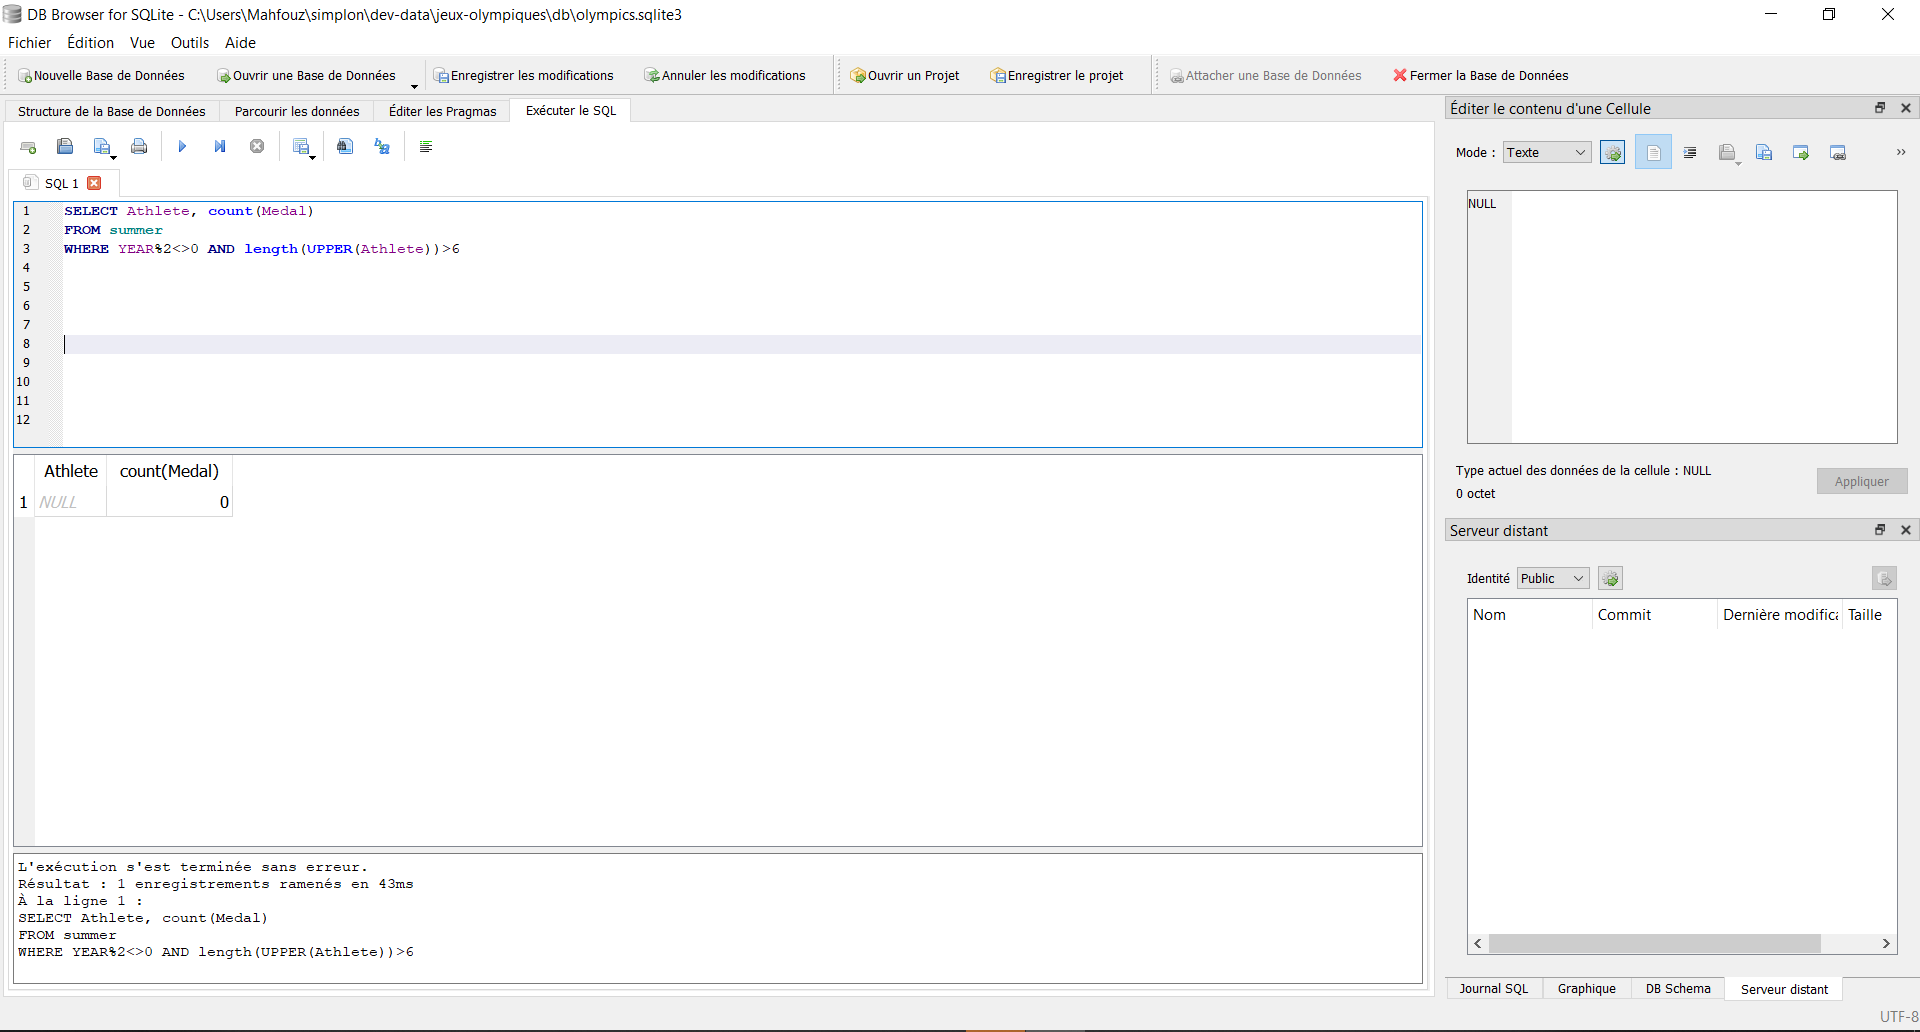 DB Browser for SQLite - C:\Users\Mahfouz\simplon\dev-data\jeux-olympiques\db\olympics.sqlite3
Fichier Édition Vue Outils Aide
Nouvelle Base de Données Ouvrir une Base de Données Enregistrer les modifications Annuler les modifications Ouvrir un Projet Enregistrer le projet Attacher une Base de Données Fermer la Base de Données
Structure de la Base de Données Parcourir les données Éditer les Pragmas Exécuter le SQL
SQL 1
1 SELECT Athlete, count(Medal)
2 FROM summer
3 WHERE YEAR%2<>0 AND length(UPPER(Athlete))>6
4
5
6
7
8
9
10
11
12
Athlete count(Medal)
1 NULL 0
L'exécution s'est terminée sans erreur.
Résultat : 1 enregistrements ramenés en 43ms
À la ligne 1 :
SELECT Athlete, count(Medal)
FROM summer
WHERE YEAR%2<>0 AND length(UPPER(Athlete))>6
Éditer le contenu d'une Cellule
Mode : Texte
NULL
Type actuel des données de la cellule : NULL
0 octet
Appliquer
Serveur distant
Identité Public
Nom Commit Dernière modifica Taille
Journal SQL Graphique DB Schema Serveur distant
UTF-8